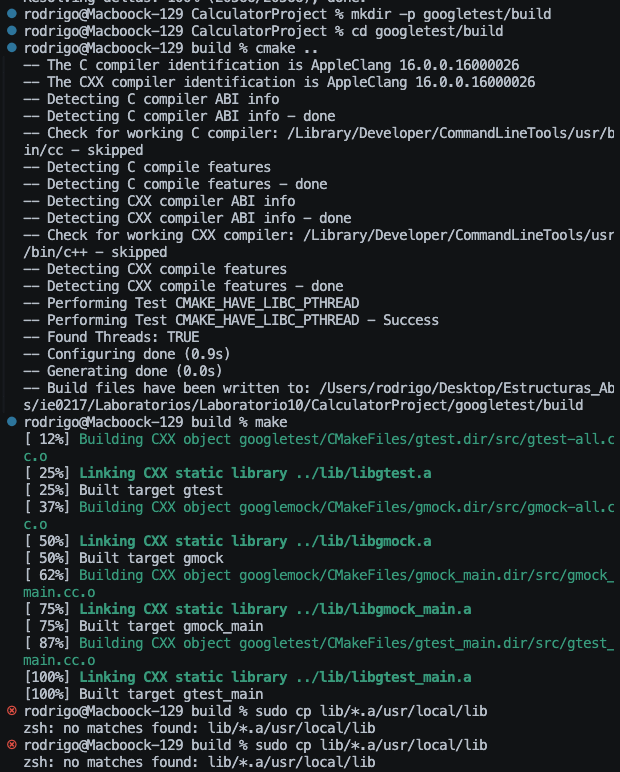 rodrigo@Macboock-129 CalculatorProject % mkdir -p googletest/build
rodrigo@Macboock-129 CalculatorProject % cd googletest/build
rodrigo@Macboock-129 build % cmake ..
-- The C compiler identification is AppleClang 16.0.0.16000026
-- The CXX compiler identification is AppleClang 16.0.0.16000026
-- Detecting C compiler ABI info
-- Detecting C compiler ABI info - done
-- Check for working C compiler: /Library/Developer/CommandLineTools/usr/b
in/cc - skipped
-- Detecting C compile features
-- Detecting C compile features - done
-- Detecting CXX compiler ABI info
-- Detecting CXX compiler ABI info - done
-- Check for working CXX compiler: /Library/Developer/CommandLineTools/usr
/bin/c++ - skipped
-- Detecting CXX compile features
-- Detecting CXX compile features - done
-- Performing Test CMAKE_HAVE_LIBC_PTHREAD
-- Performing Test CMAKE_HAVE_LIBC_PTHREAD - Success
-- Found Threads: TRUE
-- Configuring done (0.9s)
-- Generating done (0.0s)
-- Build files have been written to: /Users/rodrigo/Desktop/Estructuras_Ab
s/ie0217/Laboratorios/Laboratorio10/CalculatorProject/googletest/build
rodrigo@Macboock-129 build % make
[ 12%] Building CXX object googletest/CMakeFiles/gtest.dir/src/gtest-all.c
c.o
[ 25%] Linking CXX static library ../lib/libgtest.a
[ 25%] Built target gtest
[ 37%] Building CXX object googlemock/CMakeFiles/gmock.dir/src/gmock-all.c
c.o
[ 50%] Linking CXX static library ../lib/libgmock.a
[ 50%] Built target gmock
[ 62%] Building CXX object googlemock/CMakeFiles/gmock_main.dir/src/gmock_
main.cc.o
[ 75%] Linking CXX static library ../lib/libgmock_main.a
[ 75%] Built target gmock_main
[ 87%] Building CXX object googletest/CMakeFiles/gtest_main.dir/src/gtest_
main.cc.o
[100%] Linking CXX static library ../lib/libgtest_main.a
[100%] Built target gtest_main
rodrigo@Macboock-129 build % sudo cp lib/*.a/usr/local/lib
zsh: no matches found: lib/*.a/usr/local/lib
rodrigo@Macboock-129 build % sudo cp lib/*.a/usr/local/lib
zsh: no matches found: lib/*.a/usr/local/lib